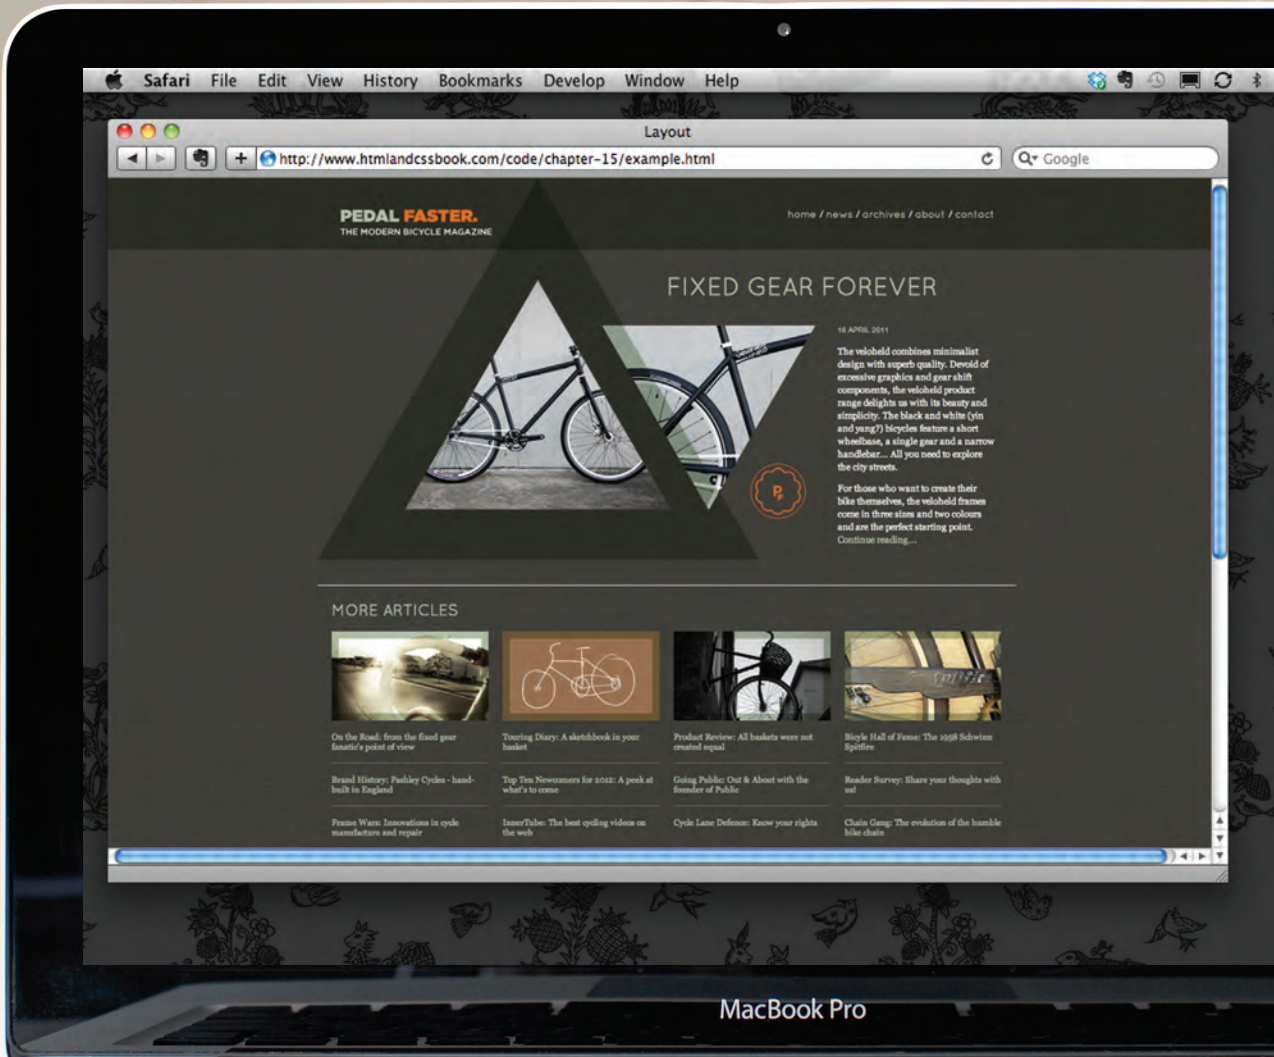 Safari File Edit View History Bookmarks Develop Window Help
Layout
http://www.htmlandcssbook.com/code/chapter-15/example.html
Google
PEDAL FASTER.
THE MODERN BICYCLE MAGAZINE
home / news / archives / about / contact
FIXED GEAR FOREVER
16 APRIL 2011
The veloheld combines minimalist
design with superb quality. Devoid of
excessive graphics and gear shift
components, the veloheld product
range delights us with its beauty and
simplicity. The black and white (yin
and yang?) bicycles feature a short
wheelbase, a single gear and a narrow
handlebar... All you need to explore
the city streets.
For those who want to create their
bike themselves, the veloheld frames
come in three sizes and two colours
and are the perfect starting point.
Continue reading...
PF
MORE ARTICLES
On the Road: from the fixed gear
fanatic's point of view
Touring Diary: A sketchbook in your
basket
Product Review: All baskets were not
created equal
Bicyle Hall of Fame: The 1958 Schwinn
Spitfire
Brand History: Pashley Cycles - hand-
built in England
Top Ten Newcomers for 2012: A peek at
what's to come
Going Public: Out & About with the
founder of Public
Reader Survey: Share your thoughts with
us!
Frame Wars: Innovations in cycle
manufacture and repair
InnerTube: The best cycling videos on
the web
Cycle Lane Defence: Know your rights
Chain Gang: The evolution of the humble
bike chain
MacBook Pro